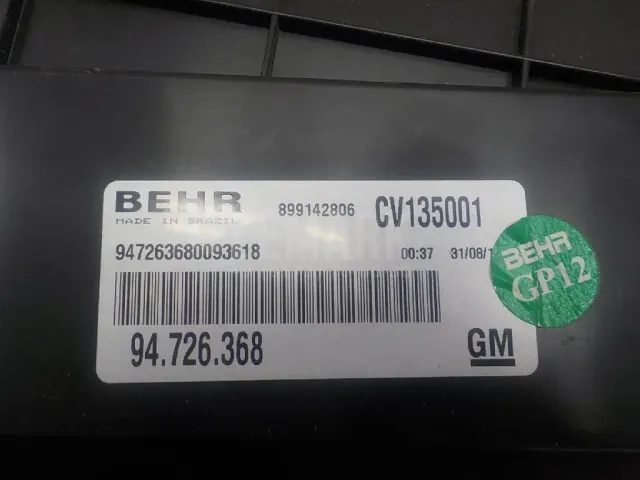 BEHR 899142806 CV135001
MADE IN BRAZIL
947263680093618 00:37 31/08/1
94.726.368 GM
BEHR
GP12